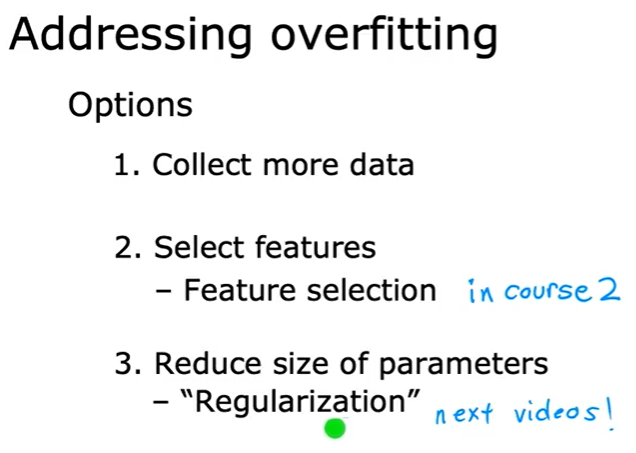 Addressing overfitting
Options
1. Collect more data
2. Select features
– Feature selection in course 2
3. Reduce size of parameters
– “Regularization” next videos!